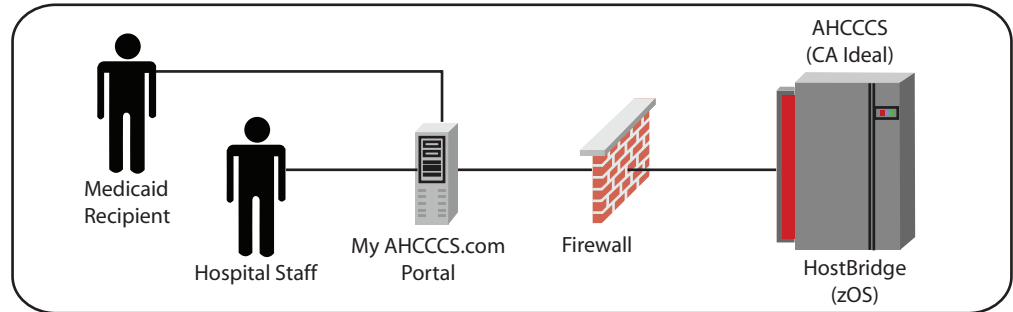 AHCCCS
(CA Ideal)
Medicaid
Recipient
Hospital Staff
My AHCCCS.com
Portal
Firewall
HostBridge
(zOS)